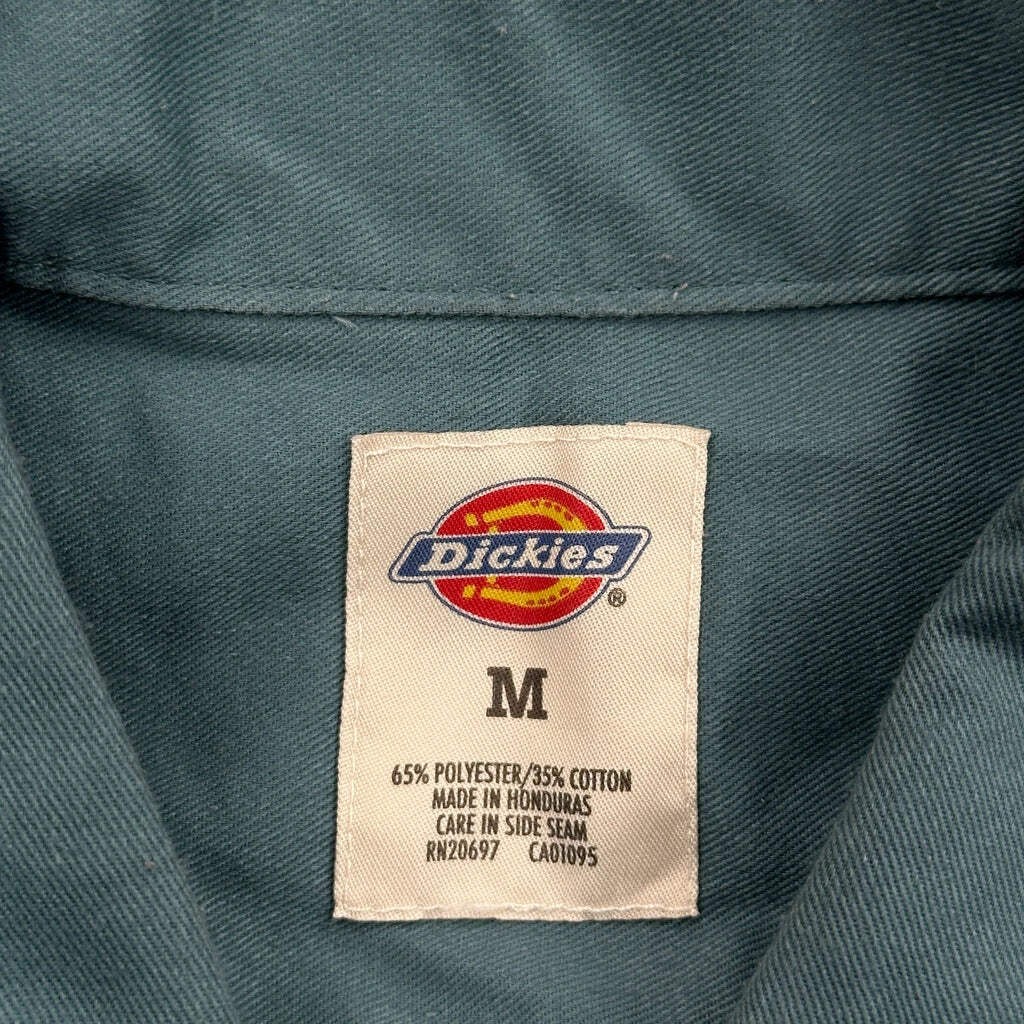 Dickies
®
M
65% POLYESTER/35% COTTON
MADE IN HONDURAS
CARE IN SIDE SEAM
RN20697 CA01095